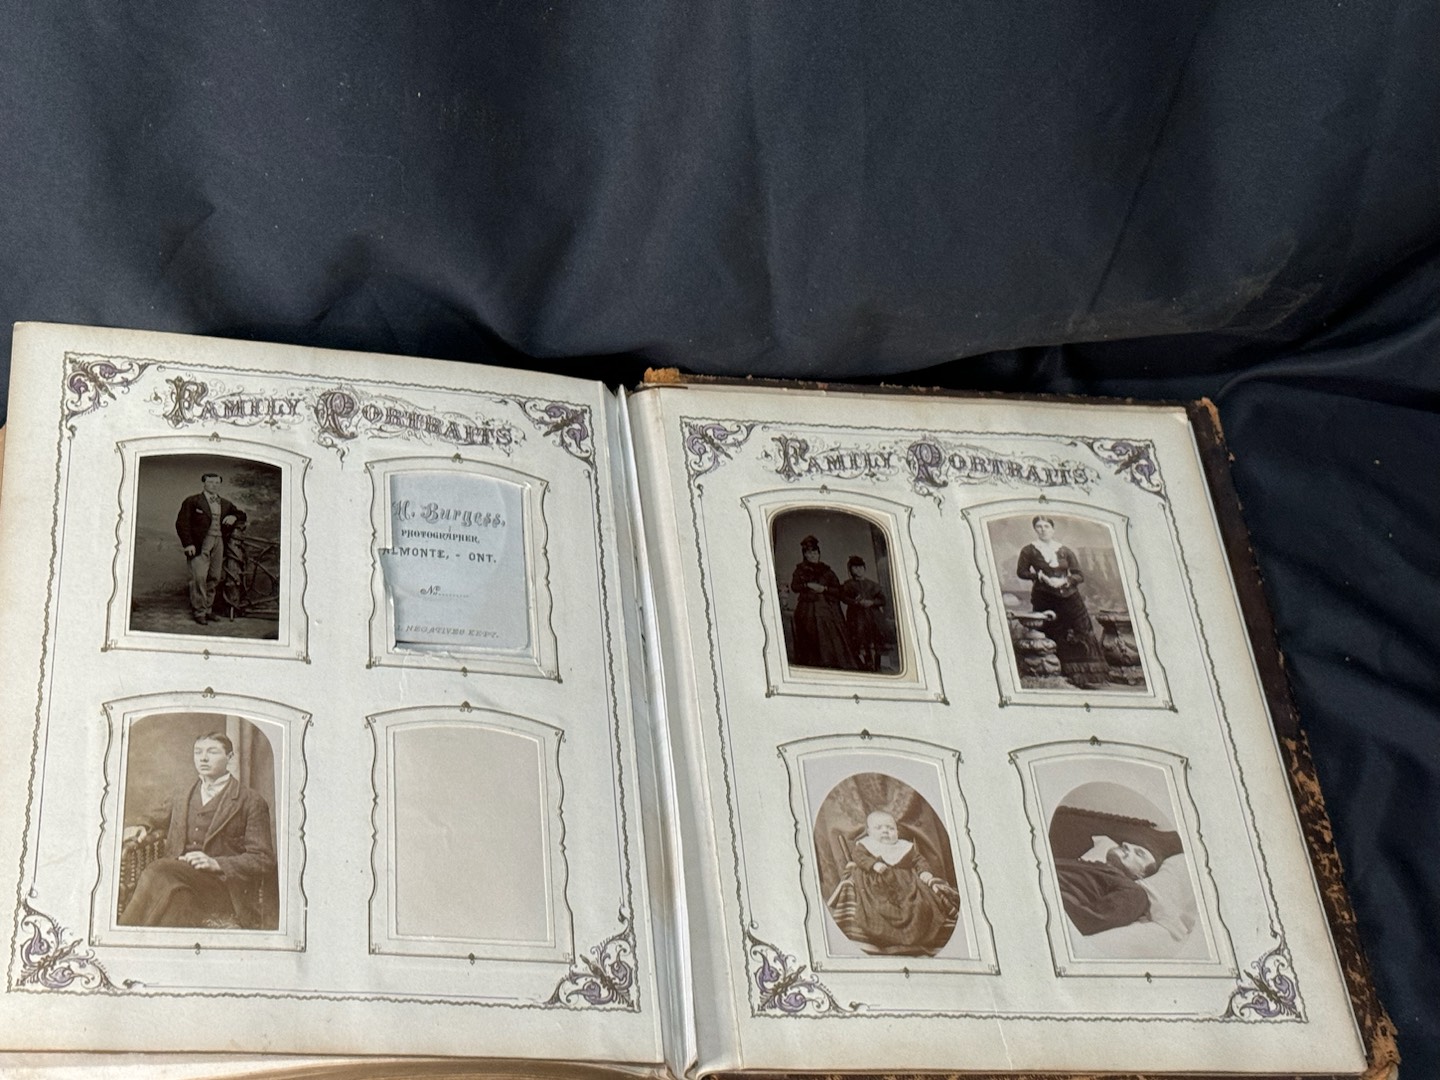 FAMILY PORTRAITS
H. Burgess,
PHOTOGRAPHER,
ALMONTE, - ONT.
No.........
NEGATIVES KEPT.
FAMILY PORTRAITS.